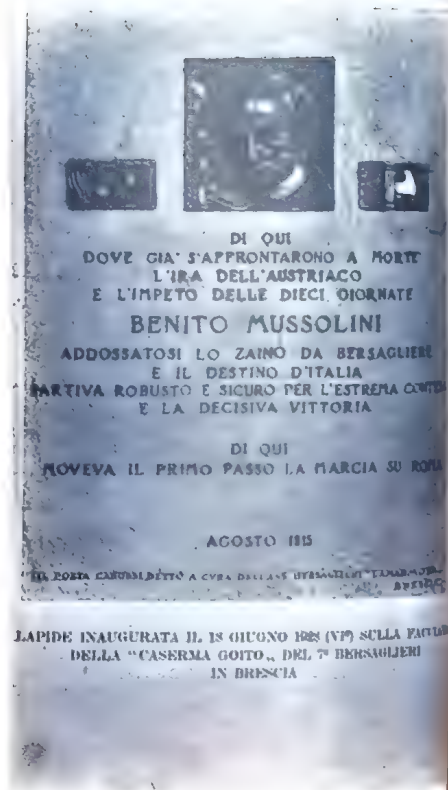 DI QUI
DOVE GIA' S'APPRONTARONO A MORTE
L'IRA DELL'AUSTRIACO
E L'IMPETO DELLE DIECI GIORNATE
BENITO MUSSOLINI
ADDOSSATOSI LO ZAINO DA BERSAGLIERE
E IL DESTINO D'ITALIA
PARTIVA ROBUSTO E SICURO PER L'ESTREMA
E LA DECISIVA VITTORIA
DI QUI
MOVEVA IL PRIMO PASSO LA MARCIA SU ROMA
AGOSTO 1915
A CURA
LAPIDE INAUGURATA IL 18 GIUGNO 1928 (VIº) SULLA
DELLA "CASERMA GOITO„ DEL 7º BERSAGLIERI
IN BRESCIA